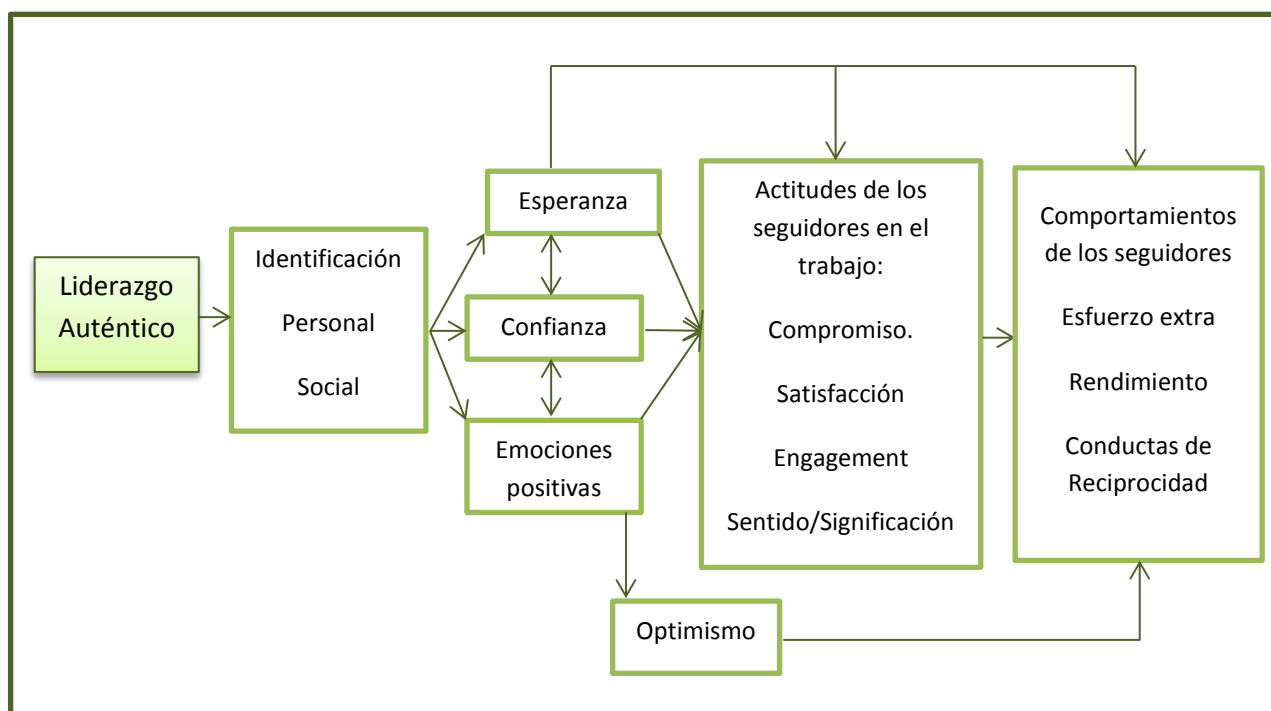 Liderazgo
Auténtico
Identificación
Personal
Social
Esperanza
Confianza
Emociones
positivas
Optimismo
Actitudes de los
seguidores en el
trabajo:
Compromiso.
Satisfacción
Engagement
Sentido/Significación
Comportamientos
de los seguidores
Esfuerzo extra
Rendimiento
Conductas de
Reciprocidad